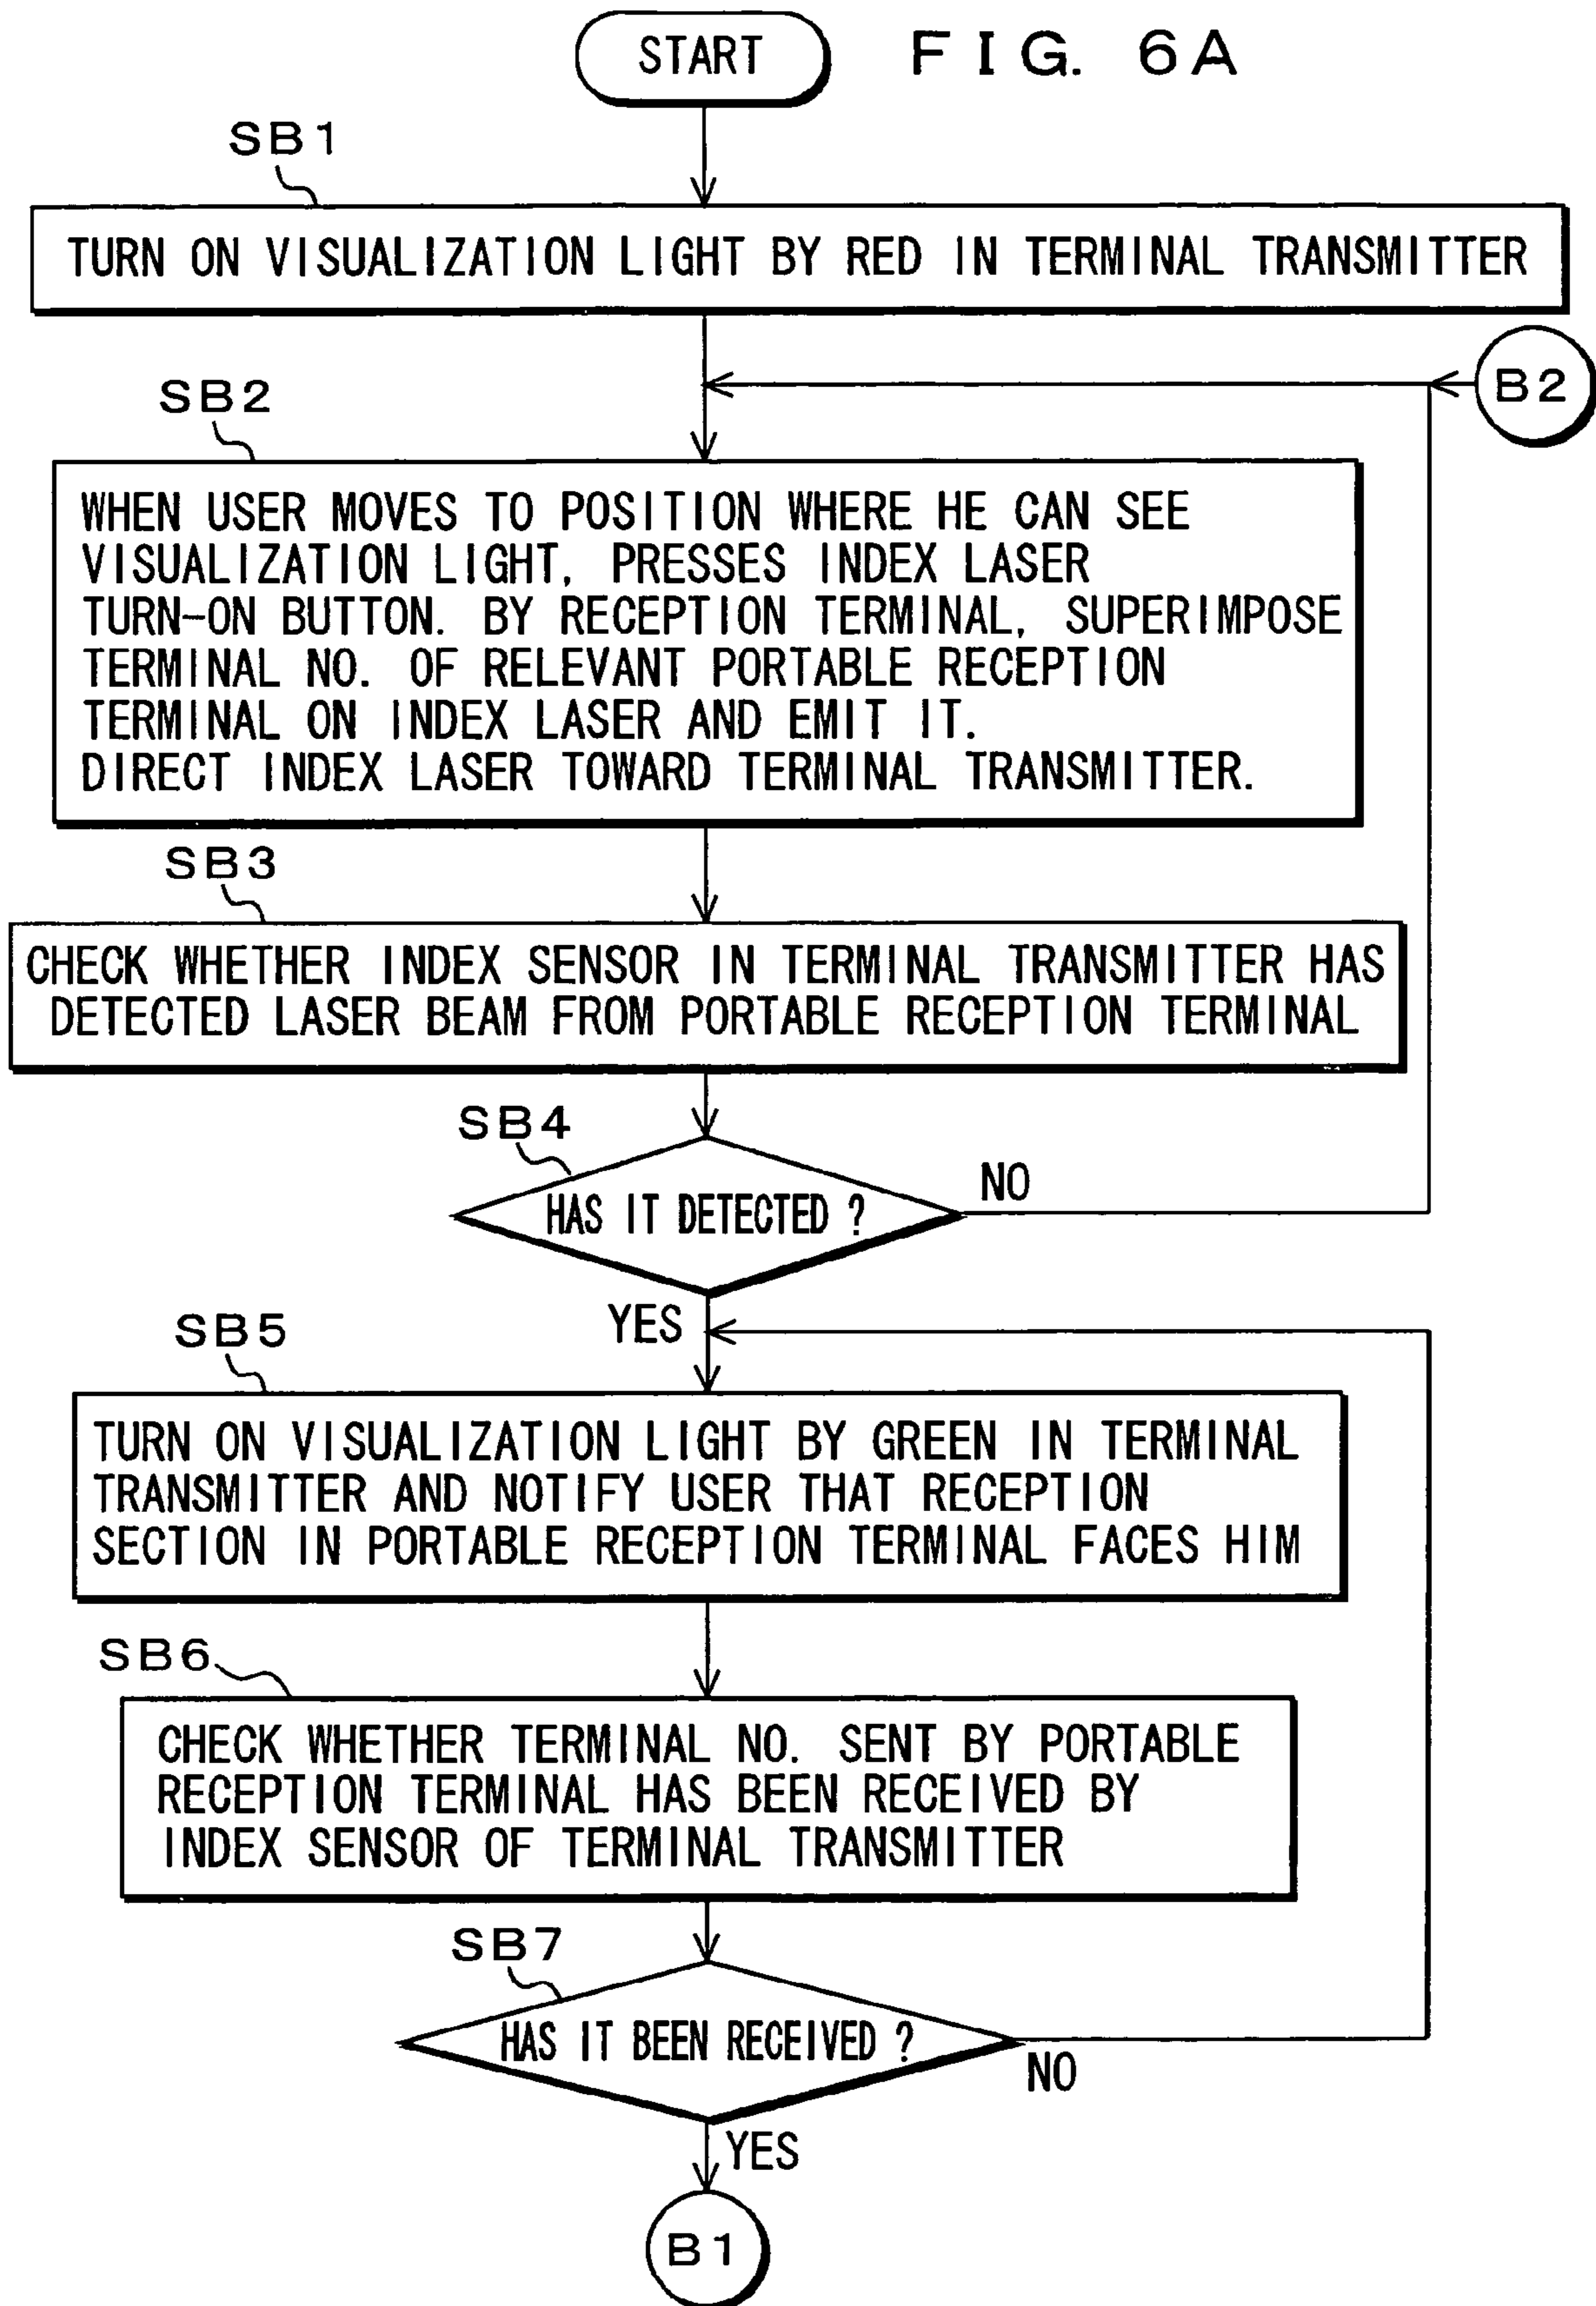 START
FIG. 6A
SB1
TURN ON VISUALIZATION LIGHT BY RED IN TERMINAL TRANSMITTER
B2
SB2
WHEN USER MOVES TO POSITION WHERE HE CAN SEE
VISUALIZATION LIGHT, PRESSES INDEX LASER
TURN-ON BUTTON. BY RECEPTION TERMINAL, SUPERIMPOSE
TERMINAL NO. OF RELEVANT PORTABLE RECEPTION
TERMINAL ON INDEX LASER AND EMIT IT.
DIRECT INDEX LASER TOWARD TERMINAL TRANSMITTER.
SB3
CHECK WHETHER INDEX SENSOR IN TERMINAL TRANSMITTER HAS
DETECTED LASER BEAM FROM PORTABLE RECEPTION TERMINAL
SB4
HAS IT DETECTED ?
NO
YES
SB5
TURN ON VISUALIZATION LIGHT BY GREEN IN TERMINAL
TRANSMITTER AND NOTIFY USER THAT RECEPTION
SECTION IN PORTABLE RECEPTION TERMINAL FACES HIM
SB6
CHECK WHETHER TERMINAL NO. SENT BY PORTABLE
RECEPTION TERMINAL HAS BEEN RECEIVED BY
INDEX SENSOR OF TERMINAL TRANSMITTER
SB7
HAS IT BEEN RECEIVED ?
NO
YES
B1